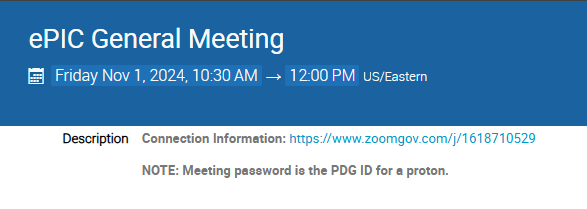 ePIC General Meeting
Friday Nov 1, 2024, 10:30 AM → 12:00 PM US/Eastern
Description Connection Information: https://www.zoomgov.com/j/1618710529
NOTE: Meeting password is the PDG ID for a proton.